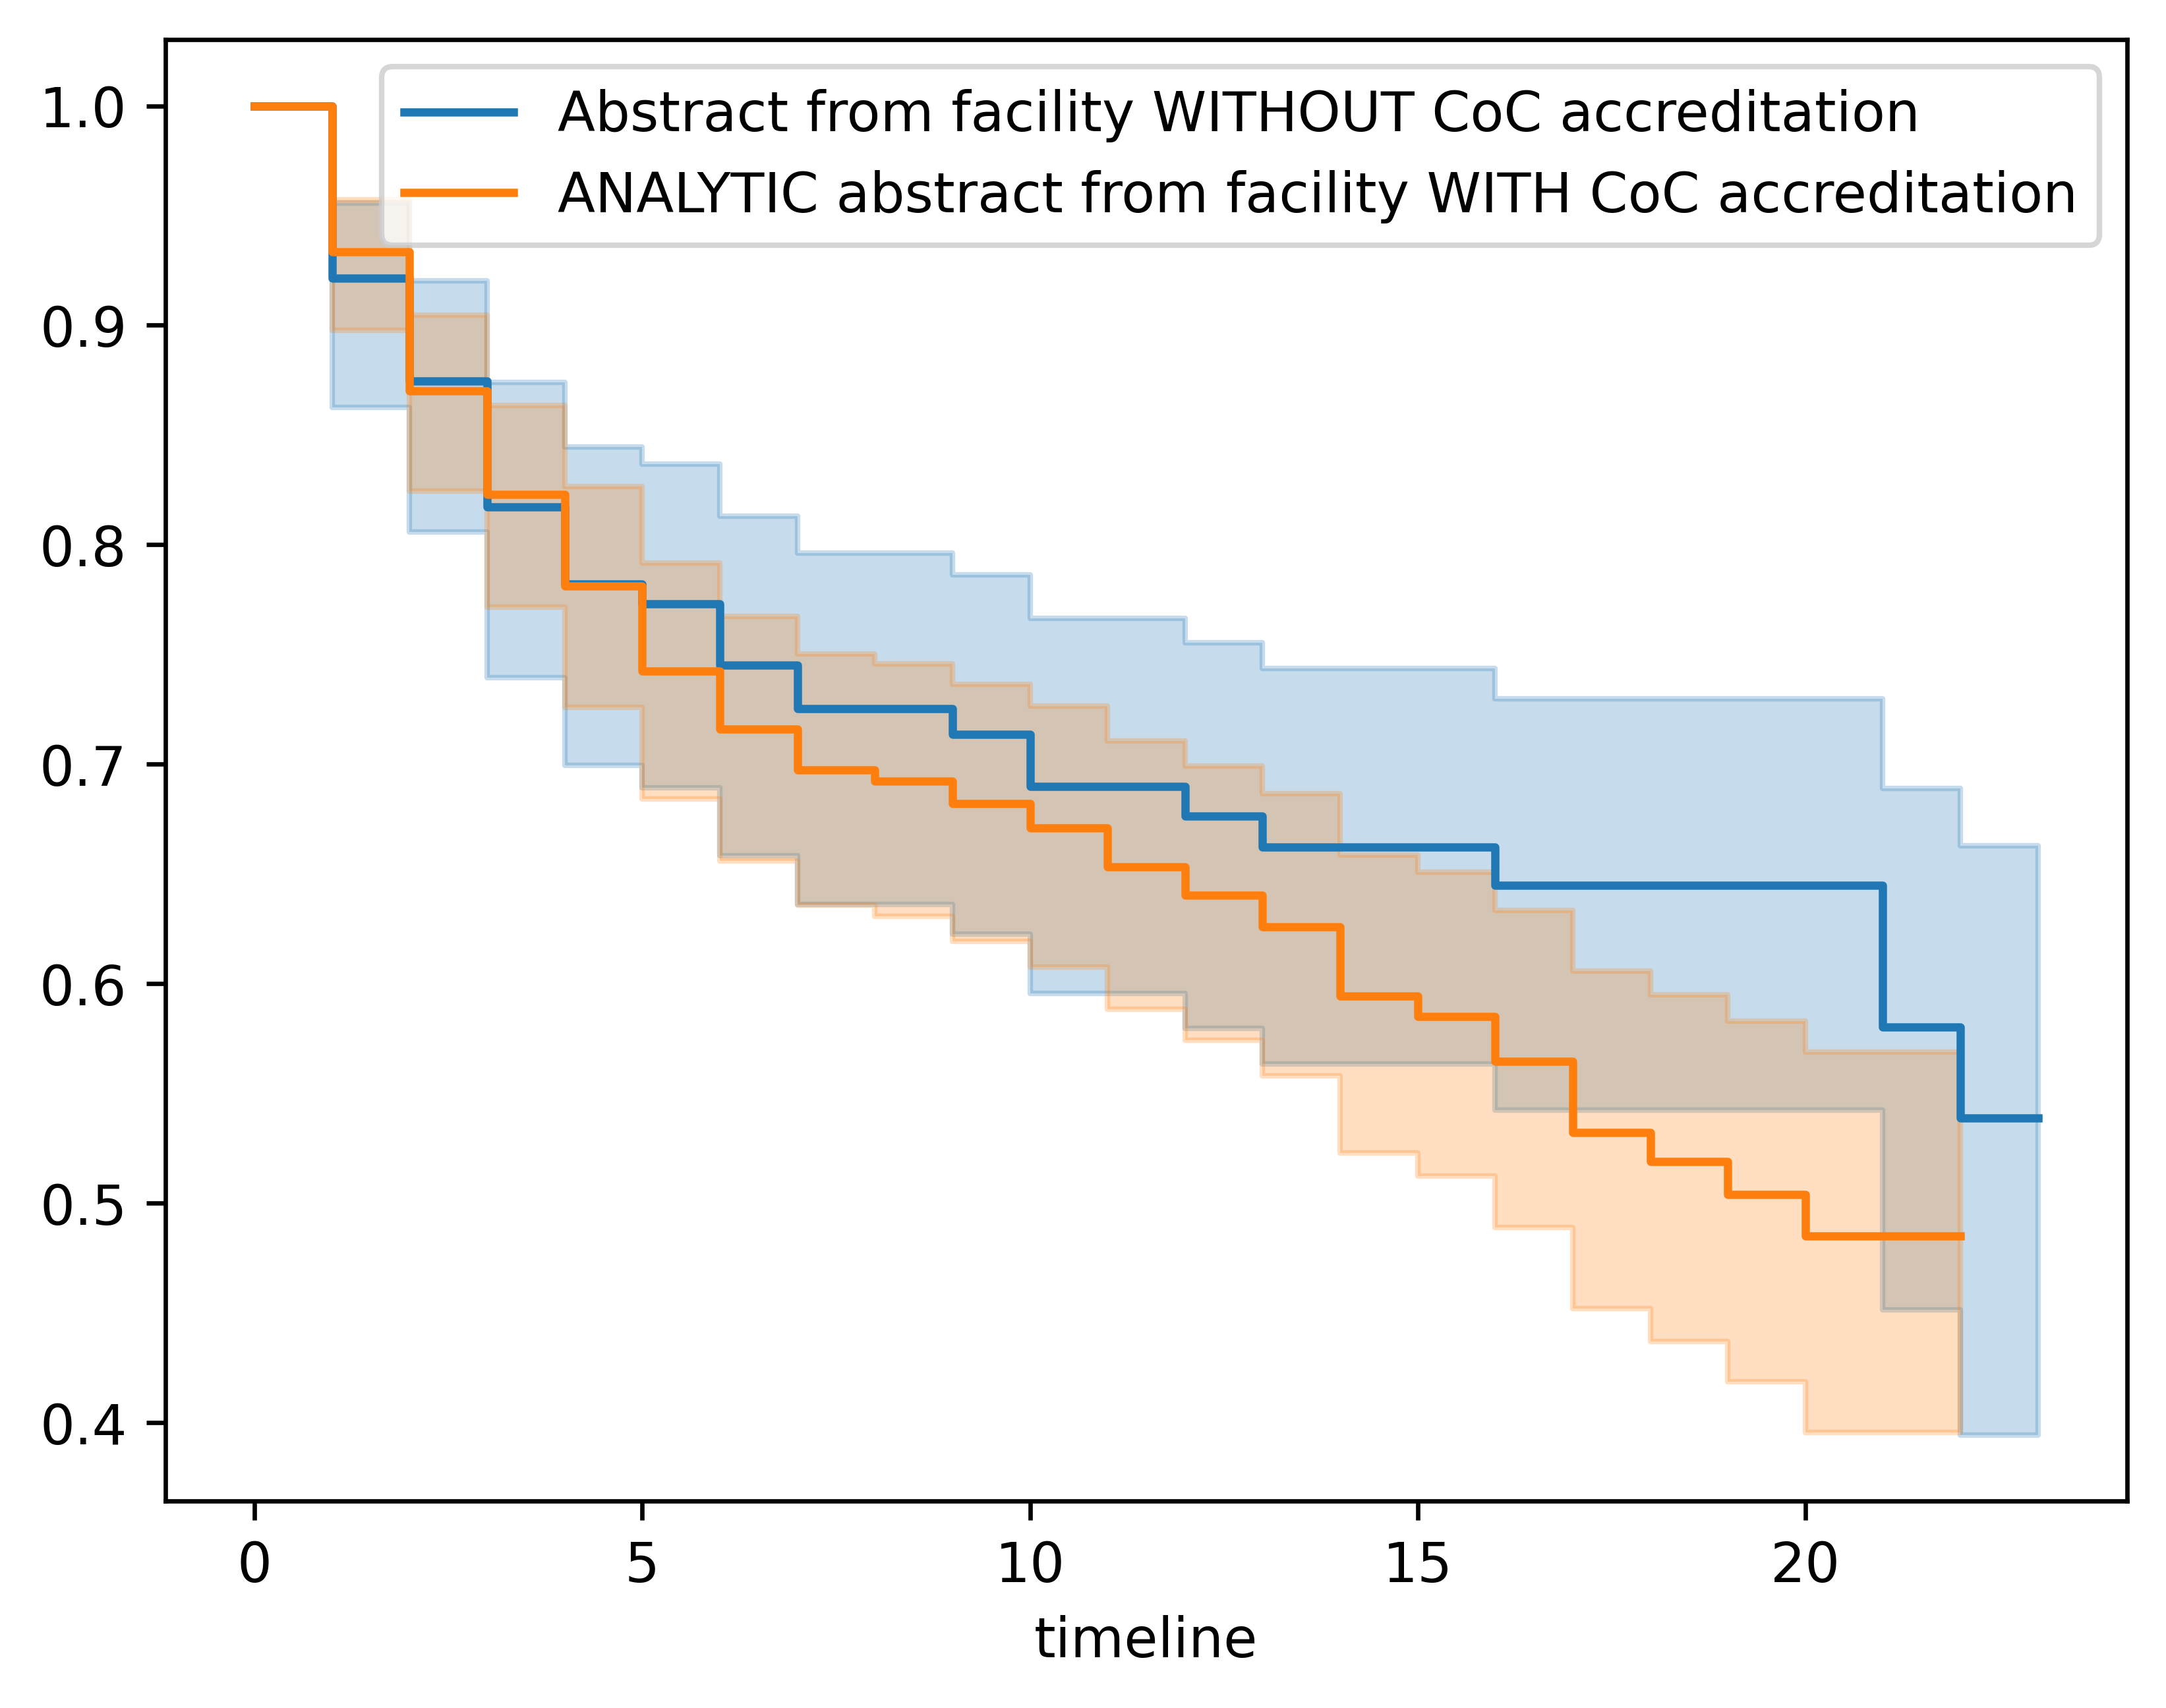 Abstract from facility WITHOUT CoC accreditation
ANALYTIC abstract from facility WITH CoC accreditation
1.0
0.9
0.8
0.7
0.6
0.5
0.4
0 5 10 15 20
timeline